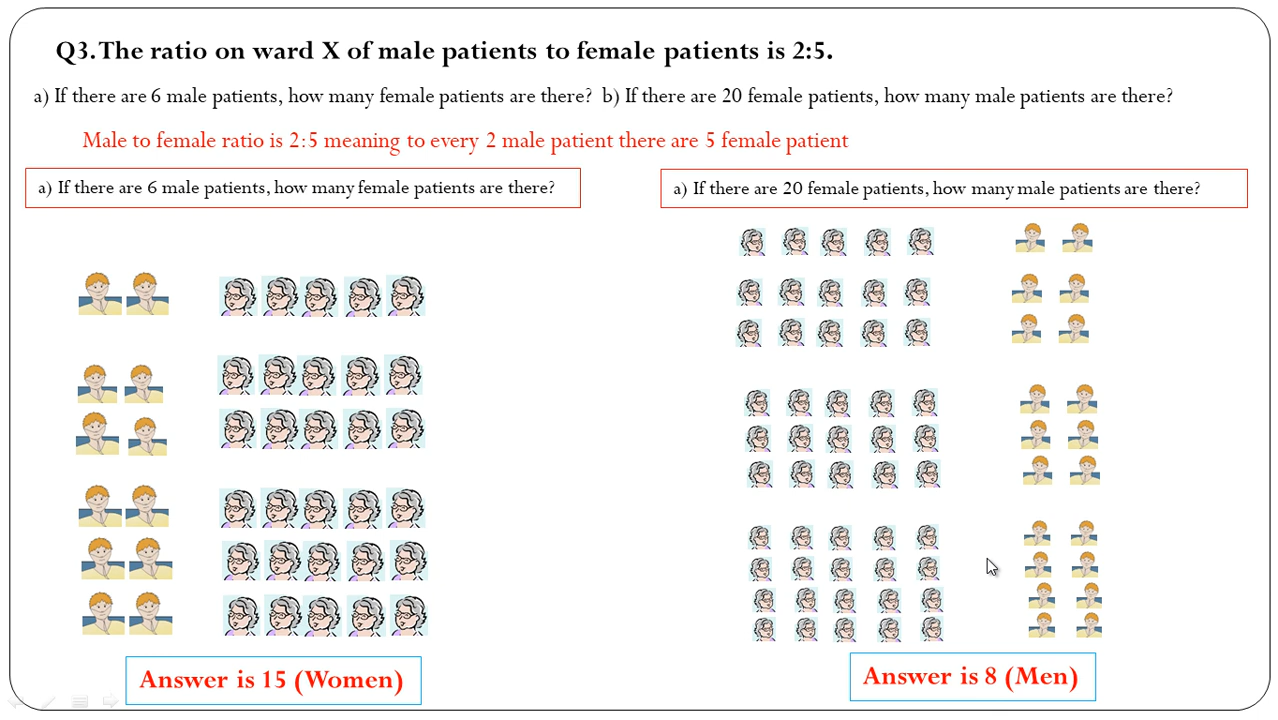 Q3.The ratio on ward X of male patients to female patients is 2:5.
a) If there are 6 male patients, how many female patients are there? b) If there are 20 female patients, how many male patients are there?
Male to female ratio is 2:5 meaning to every 2 male patient there are 5 female patient
a) If there are 6 male patients, how many female patients are there?
a) If there are 20 female patients, how many male patients are there?
Answer is 15 (Women)
Answer is 8 (Men)